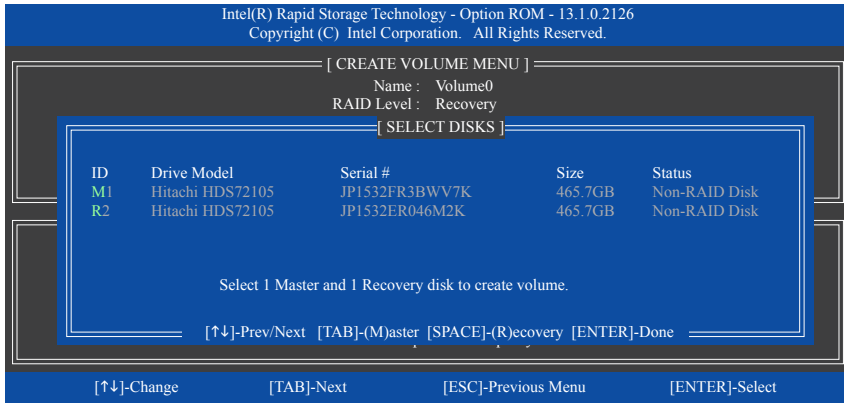 Intel(R) Rapid Storage Technology - Option ROM - 13.1.0.2126
Copyright (C) Intel Corporation. All Rights Reserved.
[ CREATE VOLUME MENU ]
Name : Volume0
RAID Level : Recovery
[ SELECT DISKS ]
ID Drive Model Serial # Size Status
M1 Hitachi HDS72105 JP1532FR3BWV7K 465.7GB Non-RAID Disk
R2 Hitachi HDS72105 JP1532ER046M2K 465.7GB Non-RAID Disk
Select 1 Master and 1 Recovery disk to create volume.
[↑↓]-Prev/Next [TAB]-(M)aster [SPACE]-(R)ecovery [ENTER]-Done
[↑↓]-Change [TAB]-Next [ESC]-Previous Menu [ENTER]-Select